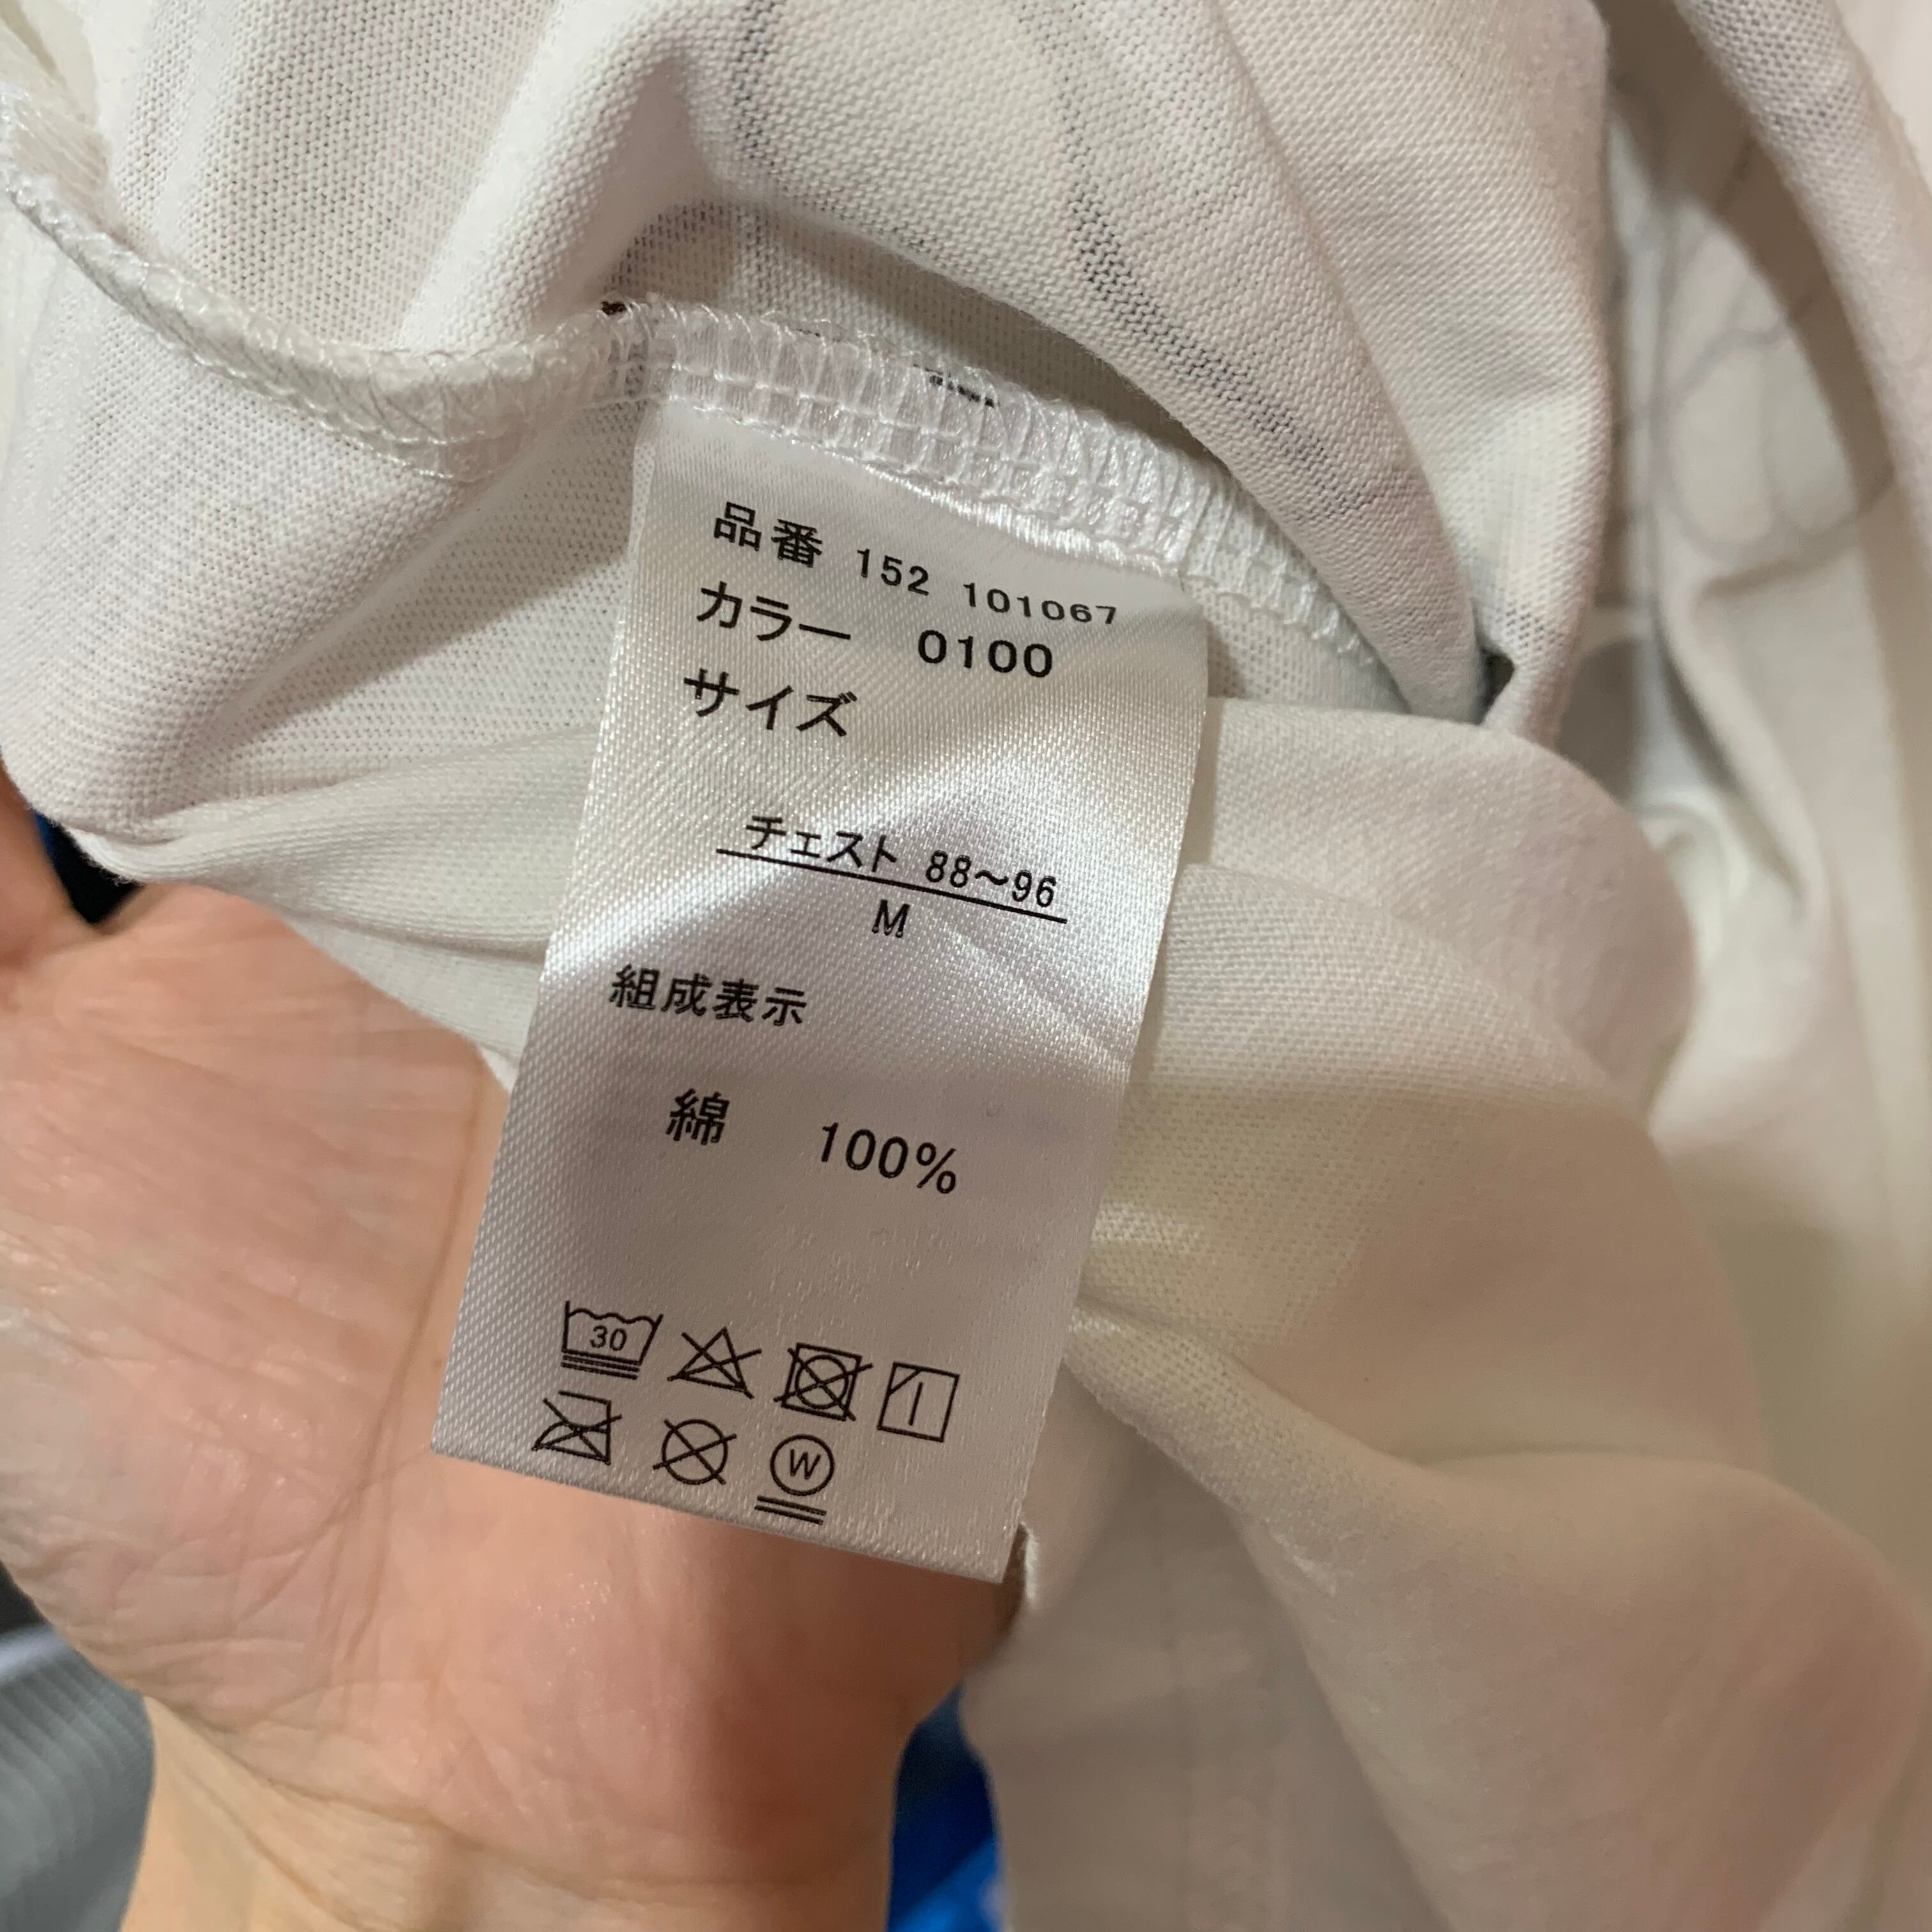 品番 152 101067
カラー 0100
サイズ
チェスト 88〜96
M
組成表示
綿 100%
30
W